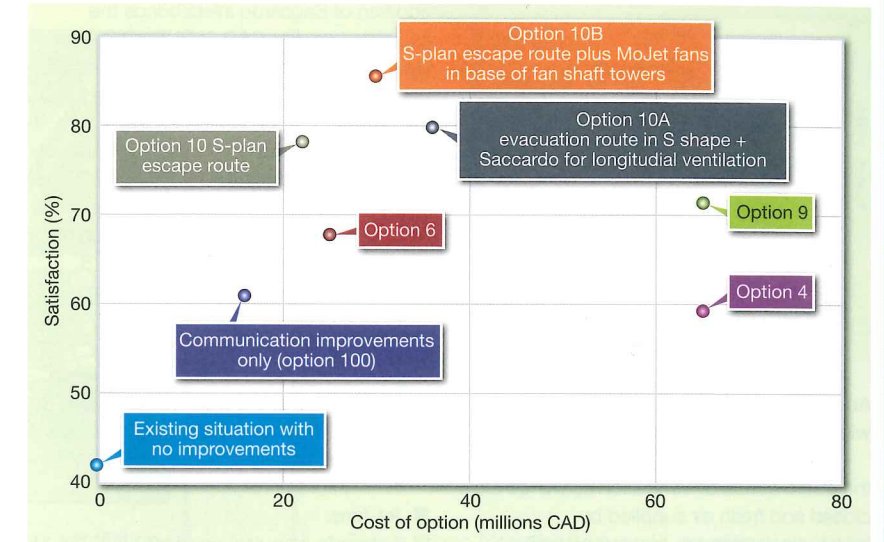 90
80
70
60
50
40
Satisfaction (%)
Option 10B
S-plan escape route plus MoJet fans
in base of fan shaft towers
Option 10A
evacuation route in S shape +
Saccardo for longitudial ventilation
Option 10 S-plan
escape route
Option 9
Option 6
Option 4
Communication improvements
only (option 100)
Existing situation with
no improvements
0
20
40
60
80
Cost of option (millions CAD)